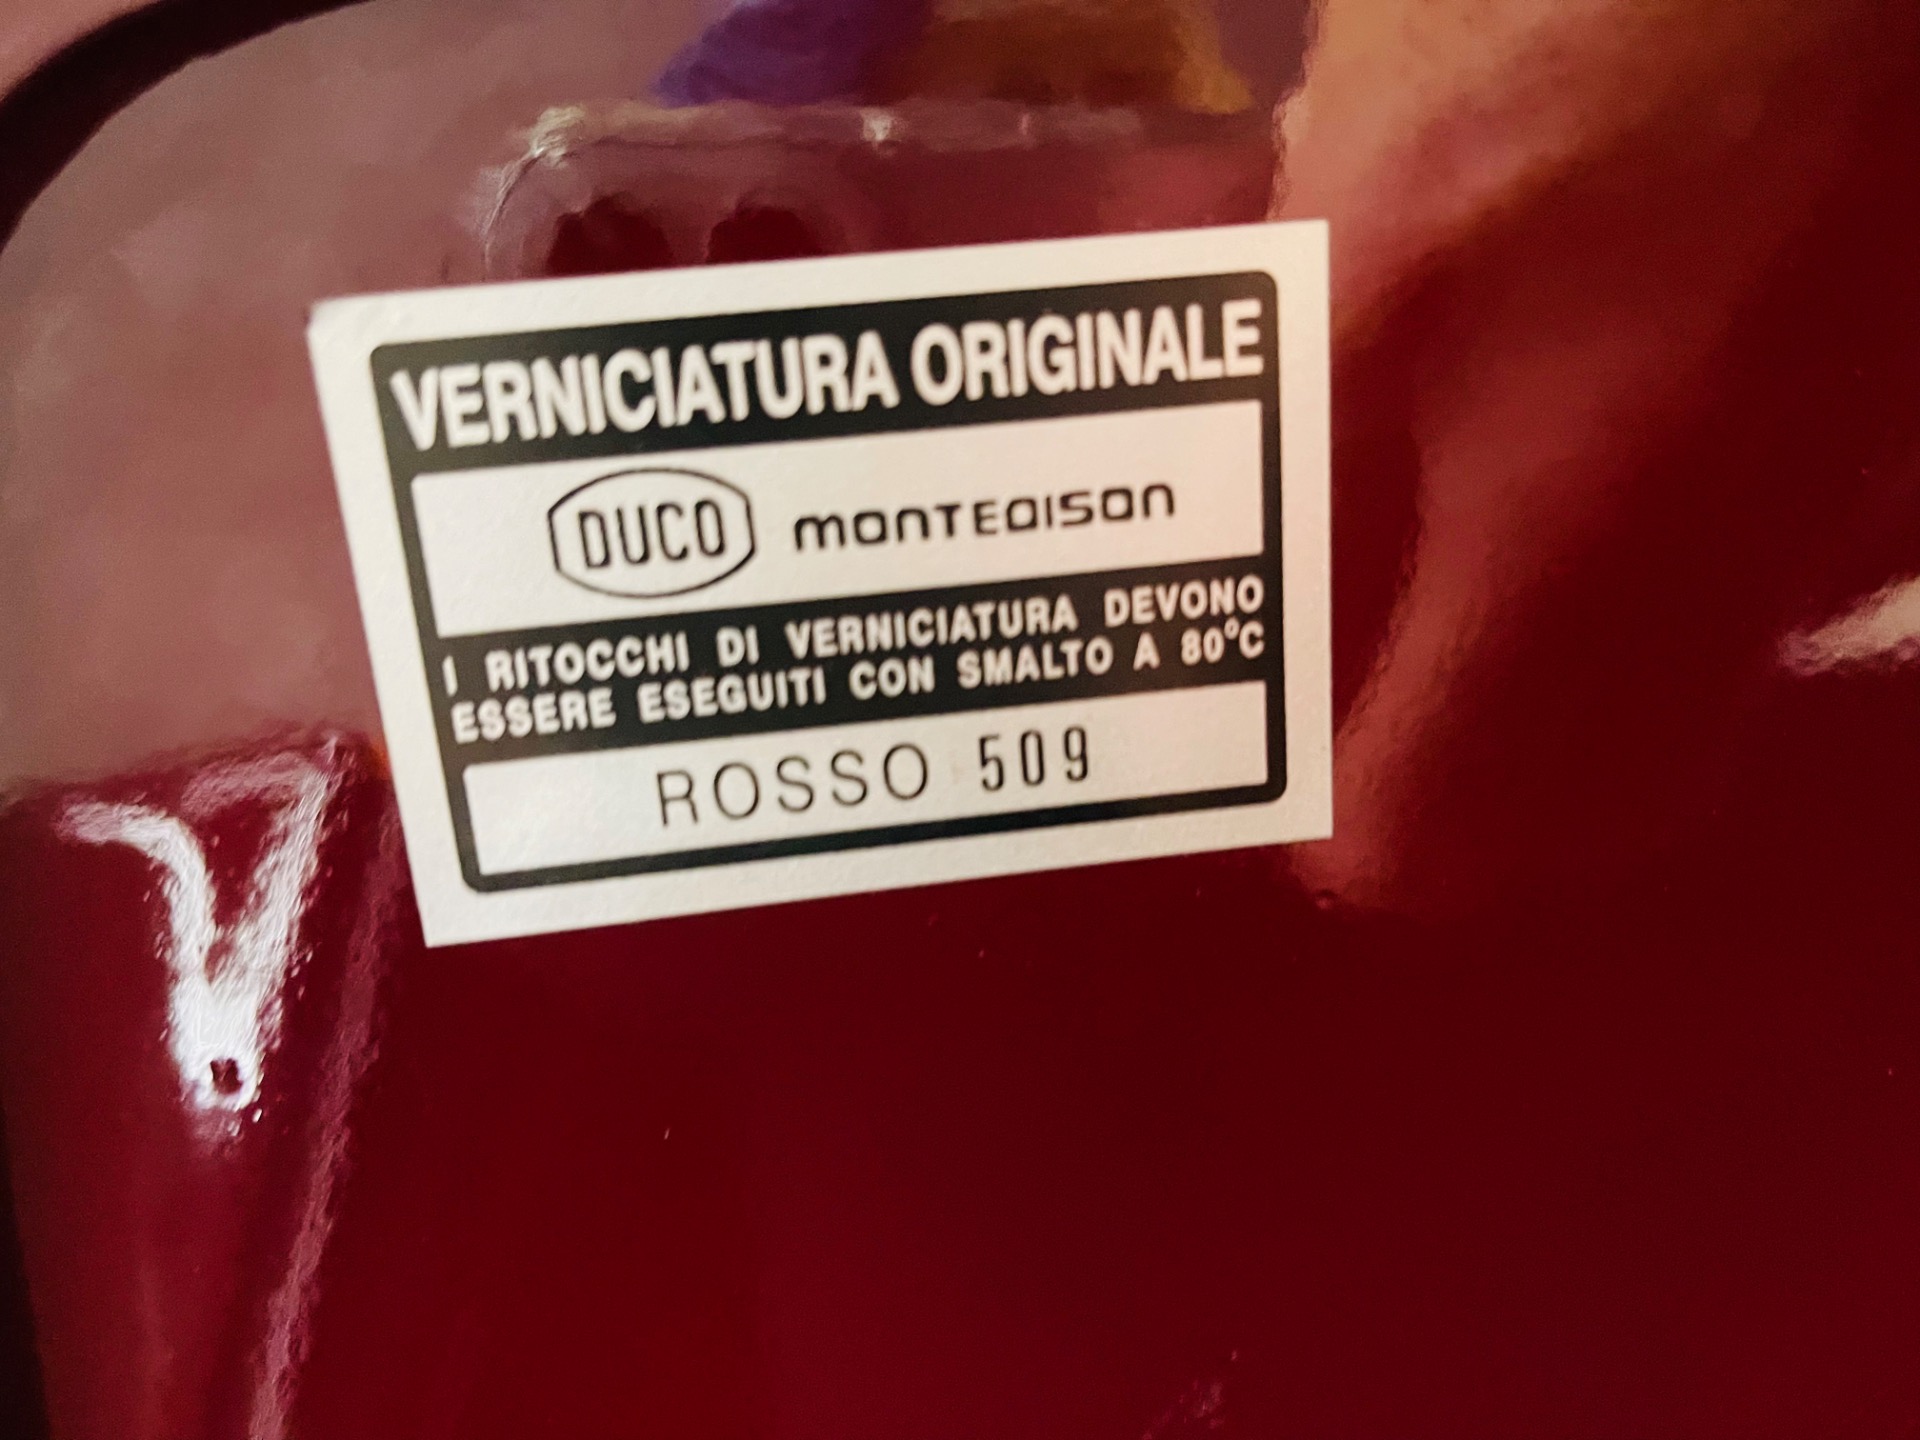 VERNICIATURA ORIGINALE
DUCO MONTEDISON
I RITOCCHI DI VERNICIATURA DEVONO
ESSERE ESEGUITI CON SMALTO A 80°C
ROSSO 509